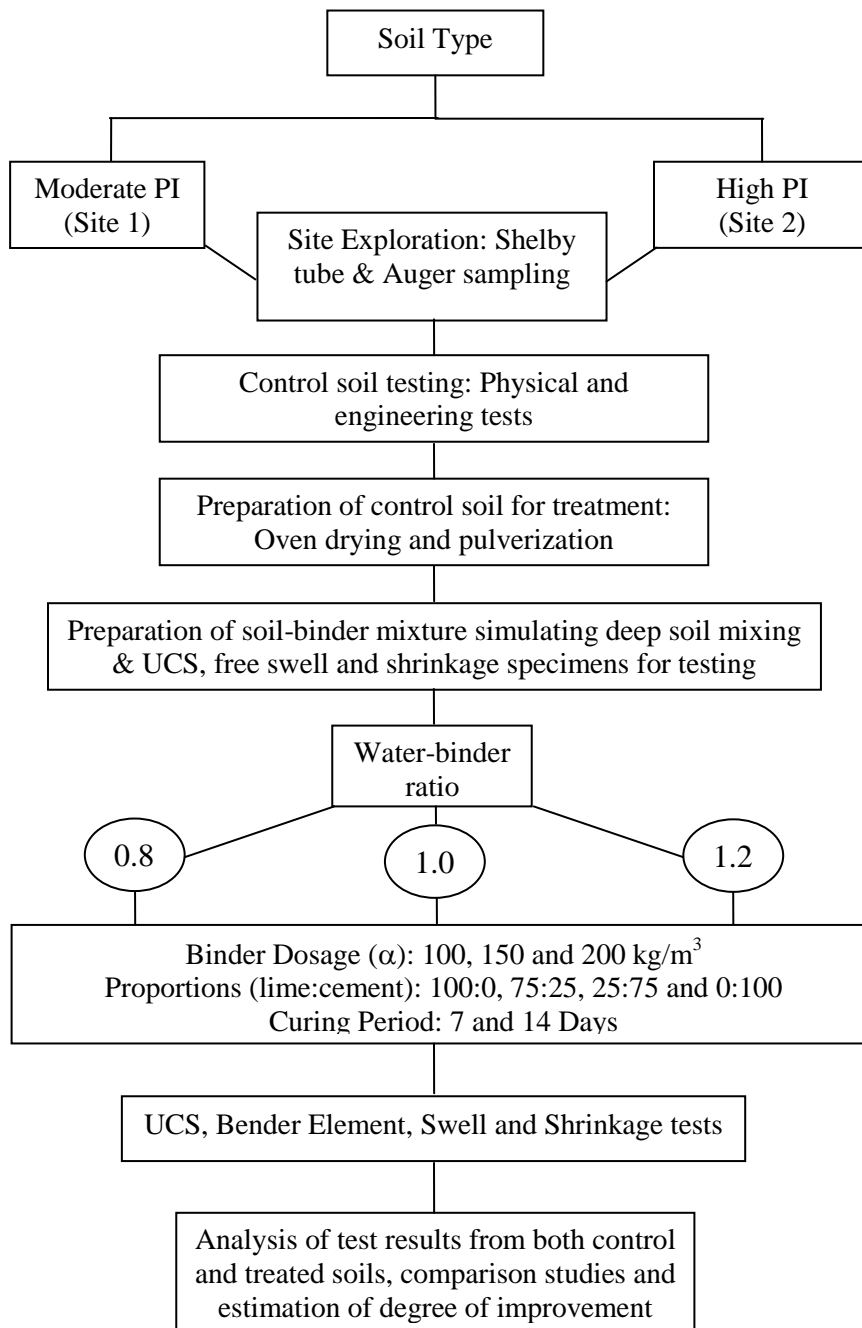 Soil Type
Moderate PI
(Site 1)
High PI
(Site 2)
Site Exploration: Shelby
tube & Auger sampling
Control soil testing: Physical and
engineering tests
Preparation of control soil for treatment:
Oven drying and pulverization
Preparation of soil-binder mixture simulating deep soil mixing
& UCS, free swell and shrinkage specimens for testing
Water-binder
ratio
0.8
1.0
1.2
Binder Dosage (α): 100, 150 and 200 kg/m³
Proportions (lime:cement): 100:0, 75:25, 25:75 and 0:100
Curing Period: 7 and 14 Days
UCS, Bender Element, Swell and Shrinkage tests
Analysis of test results from both control
and treated soils, comparison studies and
estimation of degree of improvement